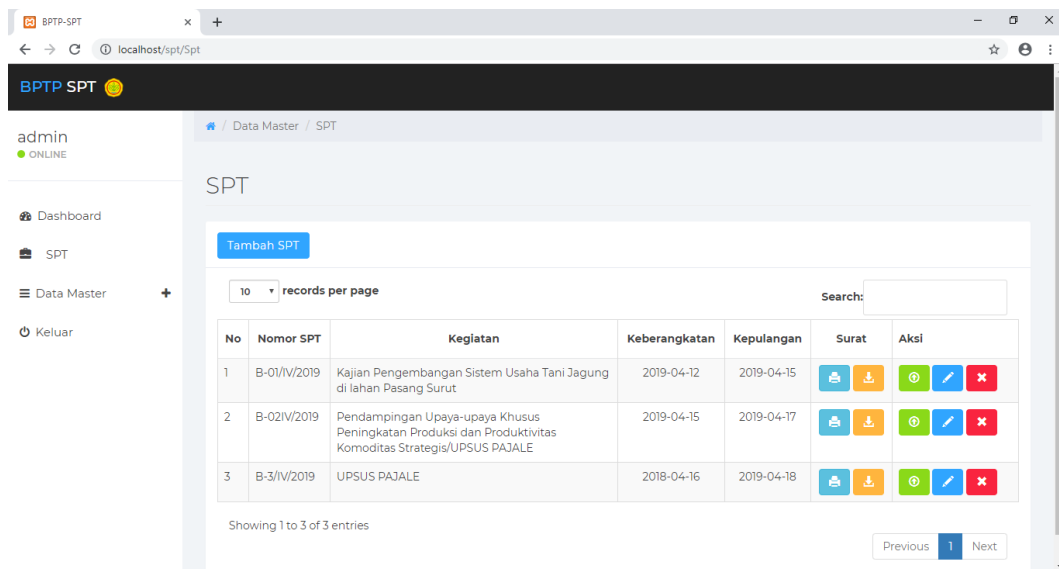 BPTP-SPT
localhost/spt/Spt
BPTP SPT
admin
ONLINE
Dashboard
SPT
Data Master
Keluar
/ Data Master / SPT
SPT
Tambah SPT
10 records per page
Search:
No Nomor SPT Kegiatan Keberangkatan Kepulangan Surat Aksi
1 B-01/IV/2019 Kajian Pengembangan Sistem Usaha Tani Jagung 2019-04-12 2019-04-15
di lahan Pasang Surut
2 B-02IV/2019 Pendampingan Upaya-upaya Khusus 2019-04-15 2019-04-17
Peningkatan Produksi dan Produktivitas
Komoditas Strategis/UPSUS PAJALE
3 B-3/IV/2019 UPSUS PAJALE 2018-04-16 2019-04-18
Showing 1 to 3 of 3 entries
Previous 1 Next